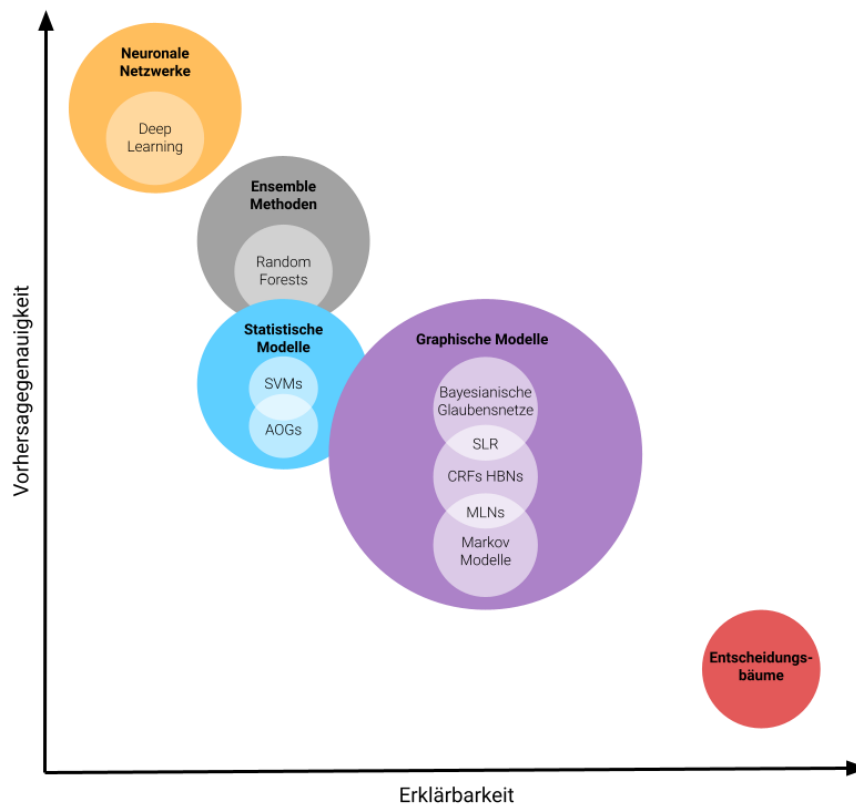 Neuronale
Netzwerke
Deep
Learning
Ensemble
Methoden
Random
Forests
Statistische
Modelle
SVMs
AOGs
Graphische Modelle
Bayesianische
Glaubensnetze
SLR
CRFs HBNs
MLNs
Markov
Modelle
Entscheidungs-
bäume
Vorhersagegenauigkeit
Erklärbarkeit